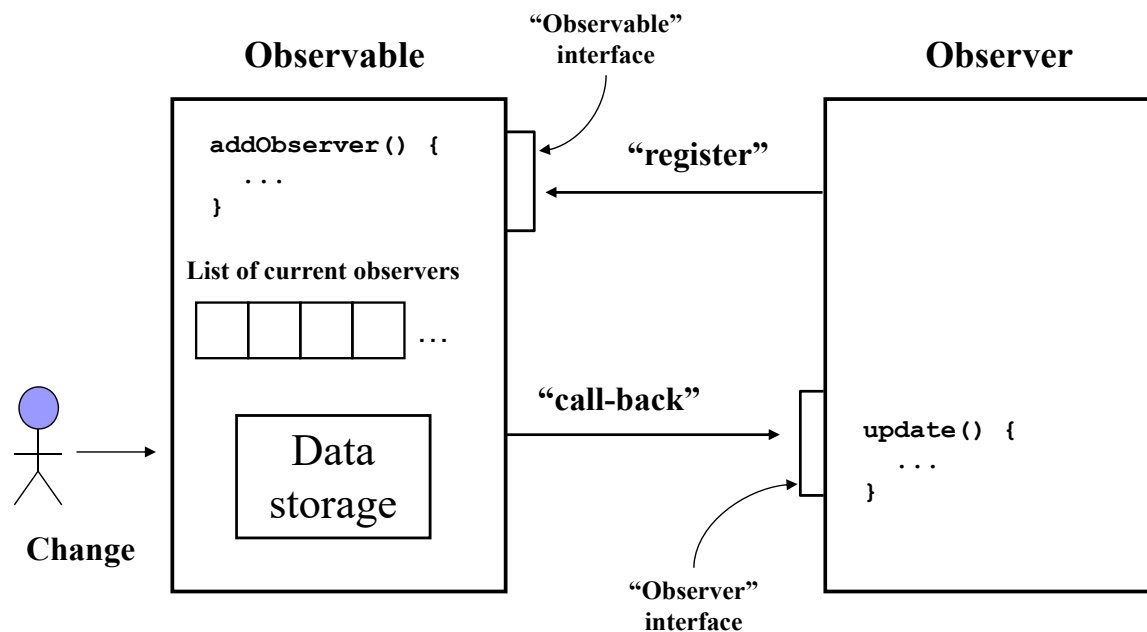 “Observable”
interface
Observable
Observer
addObserver() {
...
}
“register”
List of current observers
...
“call-back”
Data
storage
update() {
...
}
Change
“Observer”
interface